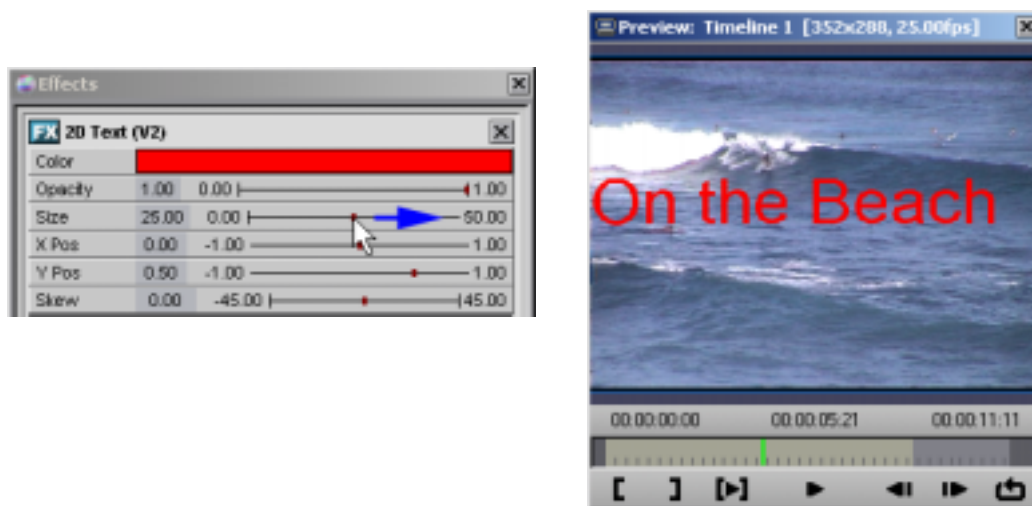 Effects
FX 2D Text (V2)
Color
Opacity 1.00 0.00 1.00
Size 25.00 0.00 50.00
X Pos 0.00 -1.00 1.00
Y Pos 0.50 -1.00 1.00
Skew 0.00 -45.00 45.00
Preview: Timeline 1 [352x288, 25.00fps]
On the Beach
00:00:00:00 00:00:05:21 00:00:11:11